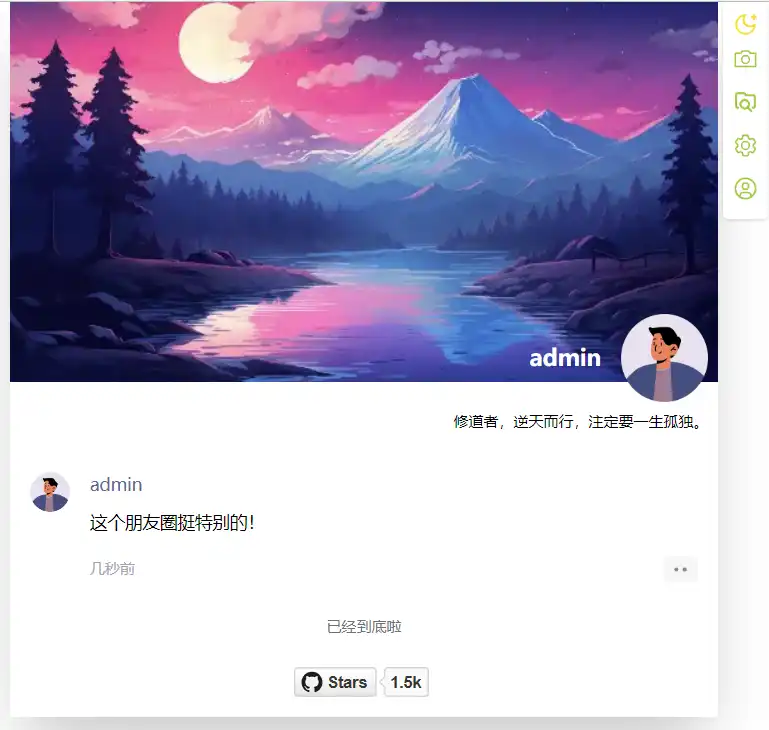 admin
修道者，逆天而行，注定要一生孤独。
admin
这个朋友圈挺特别的！
几秒前
已经到底啦
Stars 1.5k